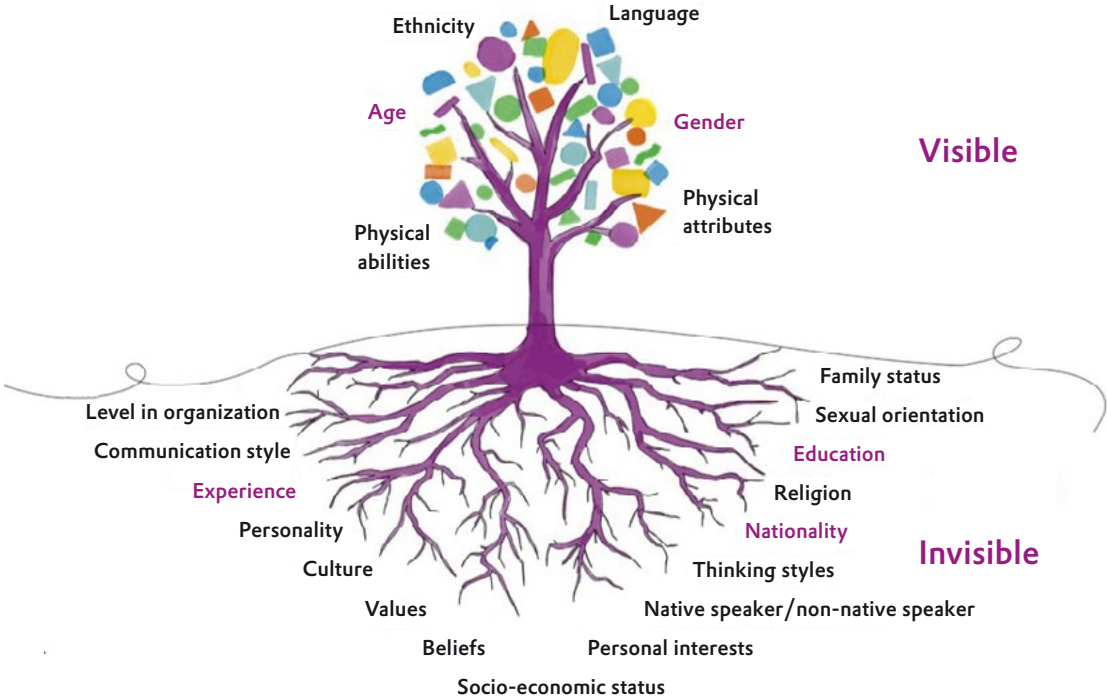 Ethnicity
Language
Age
Gender
Visible
Physical
attributes
Physical
abilities
Family status
Level in organization
Sexual orientation
Communication style
Education
Experience
Religion
Personality
Nationality
Invisible
Culture
Thinking styles
Values
Native speaker/non-native speaker
Beliefs
Personal interests
Socio-economic status